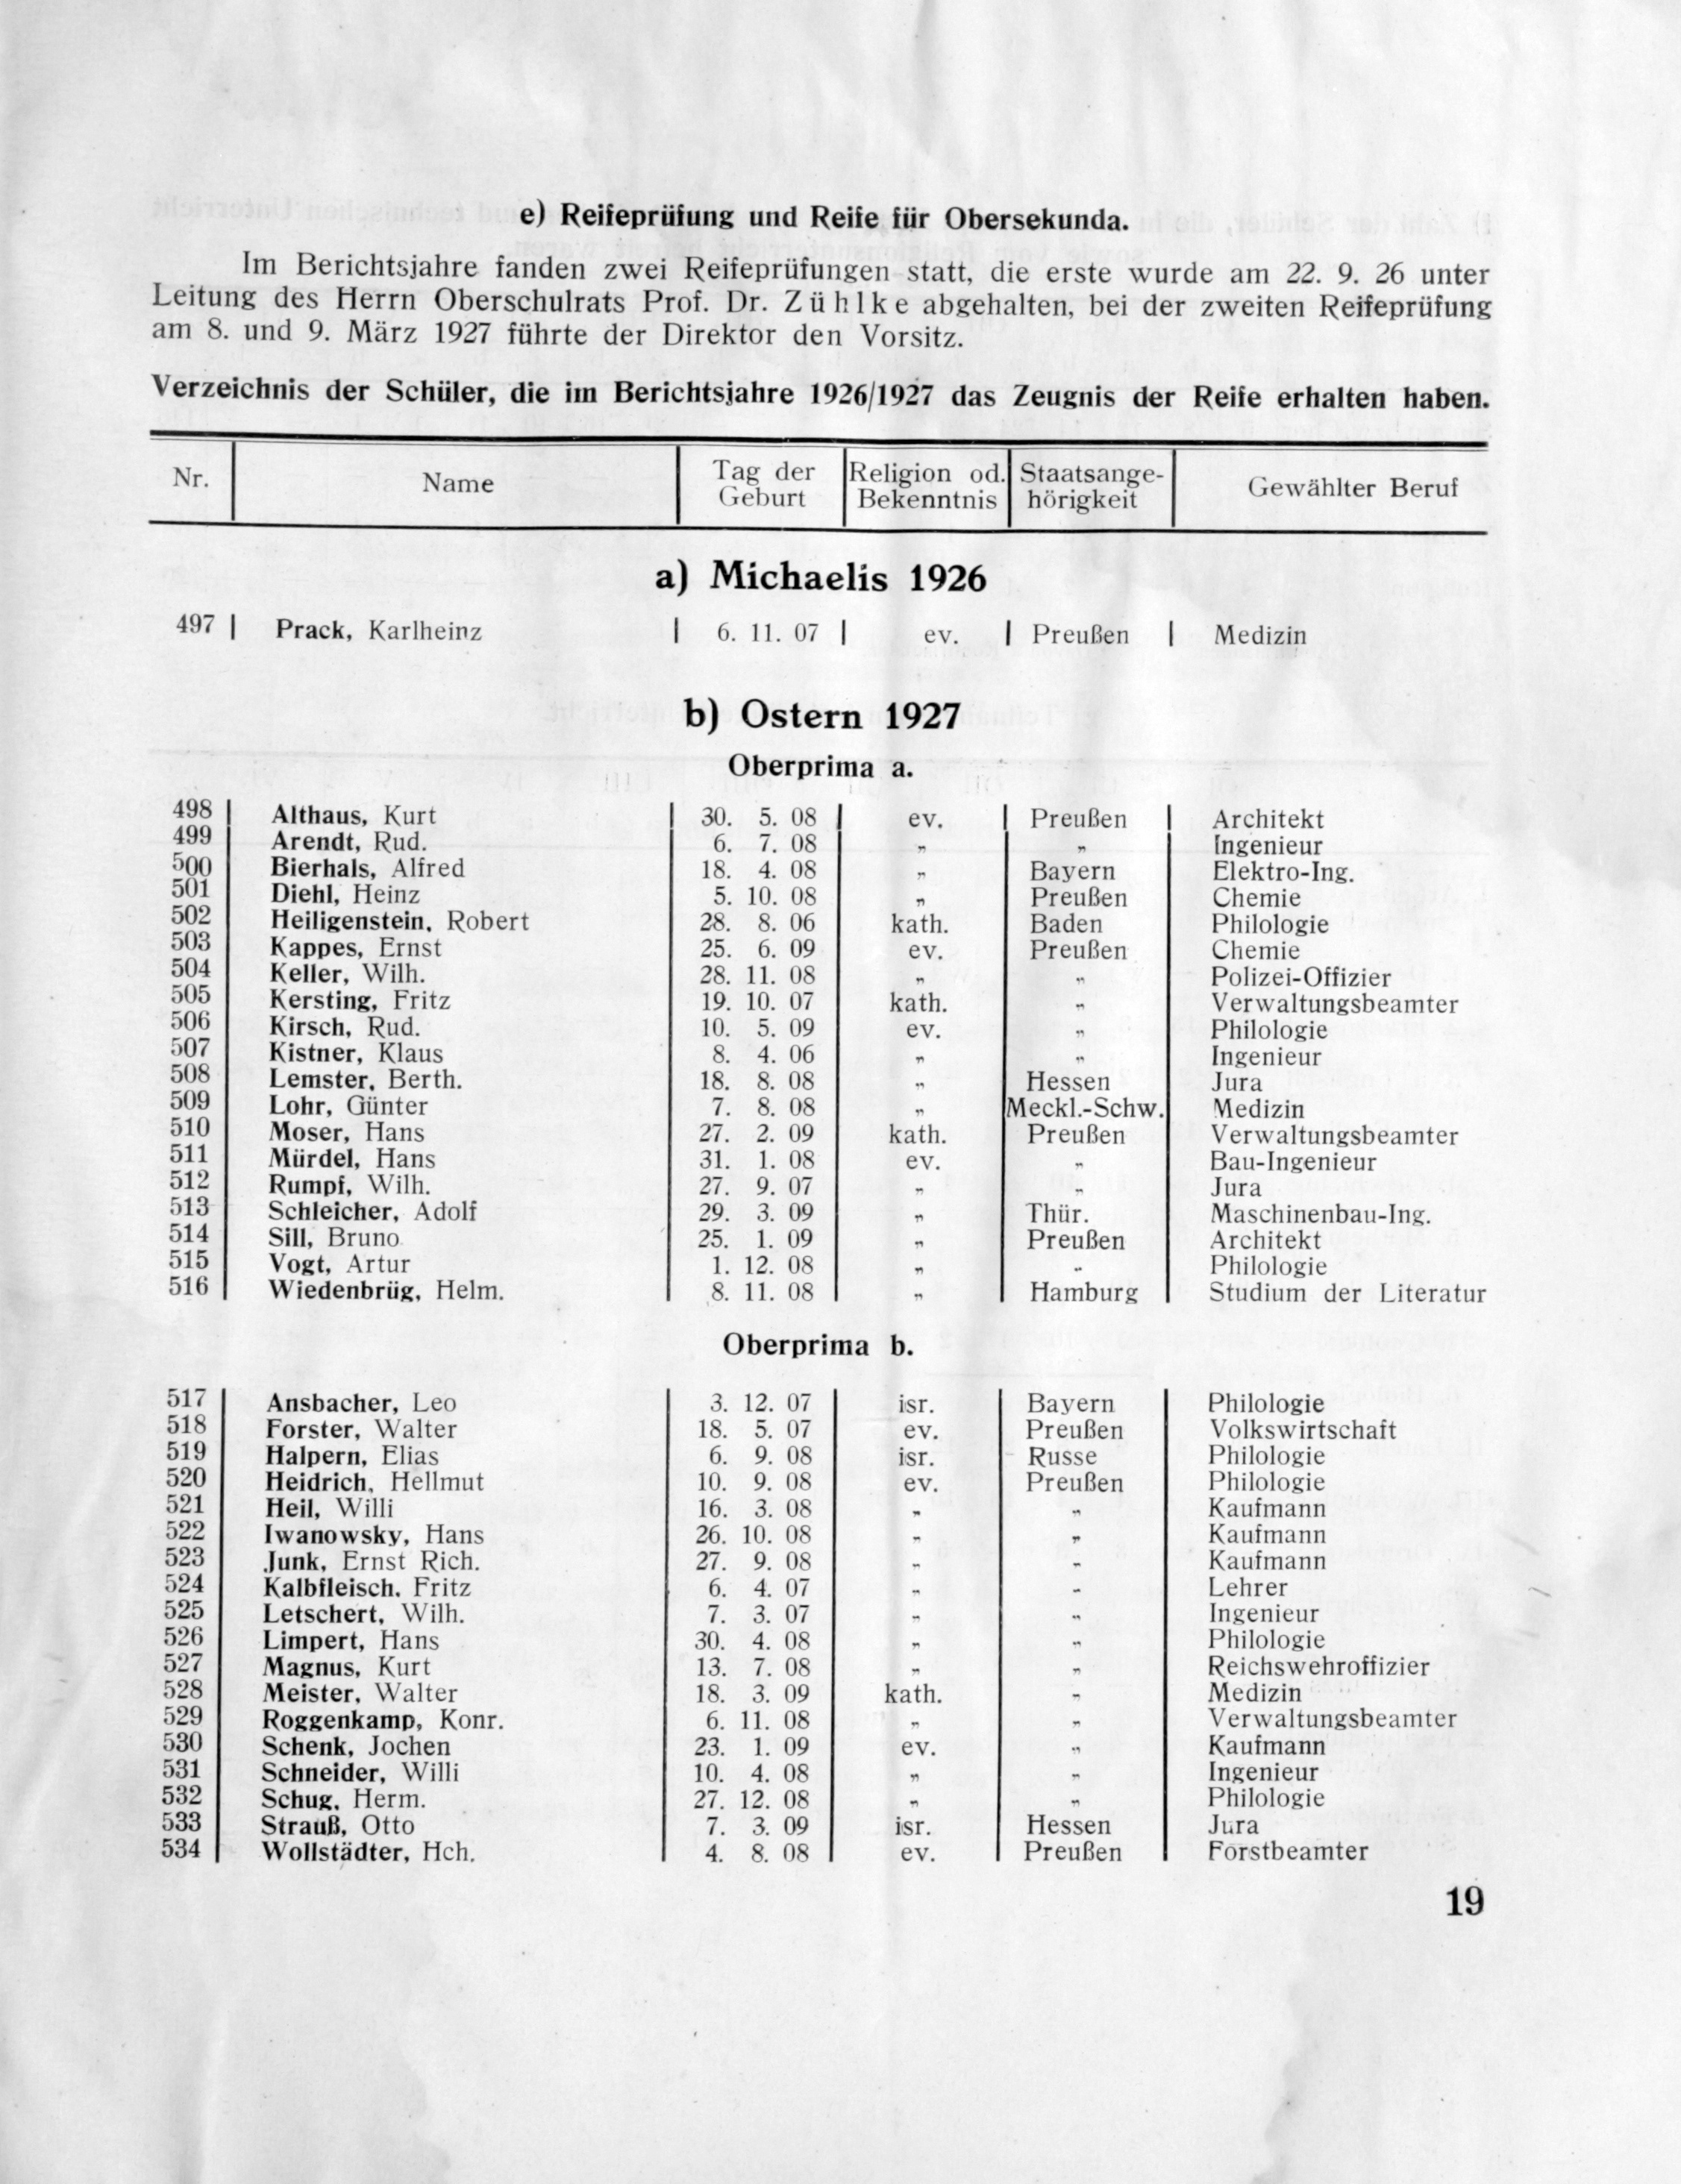 e) Reifeprüfung und Reife für Obersekunda.
Im Berichtsjahre fanden zwei Reifeprüfungen statt, die erste wurde am 22. 9. 26 unter
Leitung des Herrn Oberschulrats Prof. Dr. Zühlke abgehalten, bei der zweiten Reifeprüfung
am 8. und 9. März 1927 führte der Direktor den Vorsitz.
Verzeichnis der Schüler, die im Berichtsjahre 1926/1927 das Zeugnis der Reife erhalten haben.
Nr. | Name | Tag der Geburt | Religion od. Bekenntnis | Staatsange-hörigkeit | Gewählter Beruf
a) Michaelis 1926
497 | Prack, Karlheinz | 6. 11. 07 | ev. | Preußen | Medizin
b) Ostern 1927
Oberprima a.
498 | Althaus, Kurt | 30. 5. 08 | ev. | Preußen | Architekt
499 | Arendt, Rud. | 6. 7. 08 | „ | „ | Ingenieur
500 | Bierhals, Alfred | 18. 4. 08 | „ | Bayern | Elektro-Ing.
501 | Diehl, Heinz | 5. 10. 08 | „ | Preußen | Chemie
502 | Heiligenstein, Robert | 28. 8. 06 | kath. | Baden | Philologie
503 | Kappes, Ernst | 25. 6. 09 | ev. | Preußen | Chemie
504 | Keller, Wilh. | 28. 11. 08 | „ | „ | Polizei-Offizier
505 | Kersting, Fritz | 19. 10. 07 | kath. | „ | Verwaltungsbeamter
506 | Kirsch, Rud. | 10. 5. 09 | ev. | „ | Philologie
507 | Kistner, Klaus | 8. 4. 06 | „ | „ | Ingenieur
508 | Lemster, Berth. | 18. 8. 08 | „ | Hessen | Jura
509 | Lohr, Günter | 7. 8. 08 | „ | Meckl.-Schw. | Medizin
510 | Moser, Hans | 27. 2. 09 | kath. | Preußen | Verwaltungsbeamter
511 | Mürdel, Hans | 31. 1. 08 | ev. | „ | Bau-Ingenieur
512 | Rumpf, Wilh. | 27. 9. 07 | „ | „ | Jura
513 | Schleicher, Adolf | 29. 3. 09 | „ | Thür. | Maschinenbau-Ing.
514 | Sill, Bruno | 25. 1. 09 | „ | Preußen | Architekt
515 | Vogt, Artur | 1. 12. 08 | „ | „ | Philologie
516 | Wiedenbrüg, Helm. | 8. 11. 08 | „ | Hamburg | Studium der Literatur
Oberprima b.
517 | Ansbacher, Leo | 3. 12. 07 | isr. | Bayern | Philologie
518 | Forster, Walter | 18. 5. 07 | ev. | Preußen | Volkswirtschaft
519 | Halpern, Elias | 6. 9. 08 | isr. | Russe | Philologie
520 | Heidrich, Hellmut | 10. 9. 08 | ev. | Preußen | Philologie
521 | Heil, Willi | 16. 3. 08 | „ | „ | Kaufmann
522 | Iwanowsky, Hans | 26. 10. 08 | „ | „ | Kaufmann
523 | Junk, Ernst Rich. | 27. 9. 08 | „ | „ | Kaufmann
524 | Kalbfleisch. Fritz | 6. 4. 07 | „ | „ | Lehrer
525 | Letschert, Wilh. | 7. 3. 07 | „ | „ | Ingenieur
526 | Limpert, Hans | 30. 4. 08 | „ | „ | Philologie
527 | Magnus, Kurt | 13. 7. 08 | „ | „ | Reichswehroffizier
528 | Meister, Walter | 18. 3. 09 | kath. | „ | Medizin
529 | Roggenkamp, Konr. | 6. 11. 08 | „ | „ | Verwaltungsbeamter
530 | Schenk, Jochen | 23. 1. 09 | ev. | „ | Kaufmann
531 | Schneider, Willi | 10. 4. 08 | „ | „ | Ingenieur
532 | Schug, Herm. | 27. 12. 08 | „ | „ | Philologie
533 | Strauß, Otto | 7. 3. 09 | isr. | Hessen | Jura
534 | Wollstädter, Hch. | 4. 8. 08 | ev. | Preußen | Forstbeamter
19